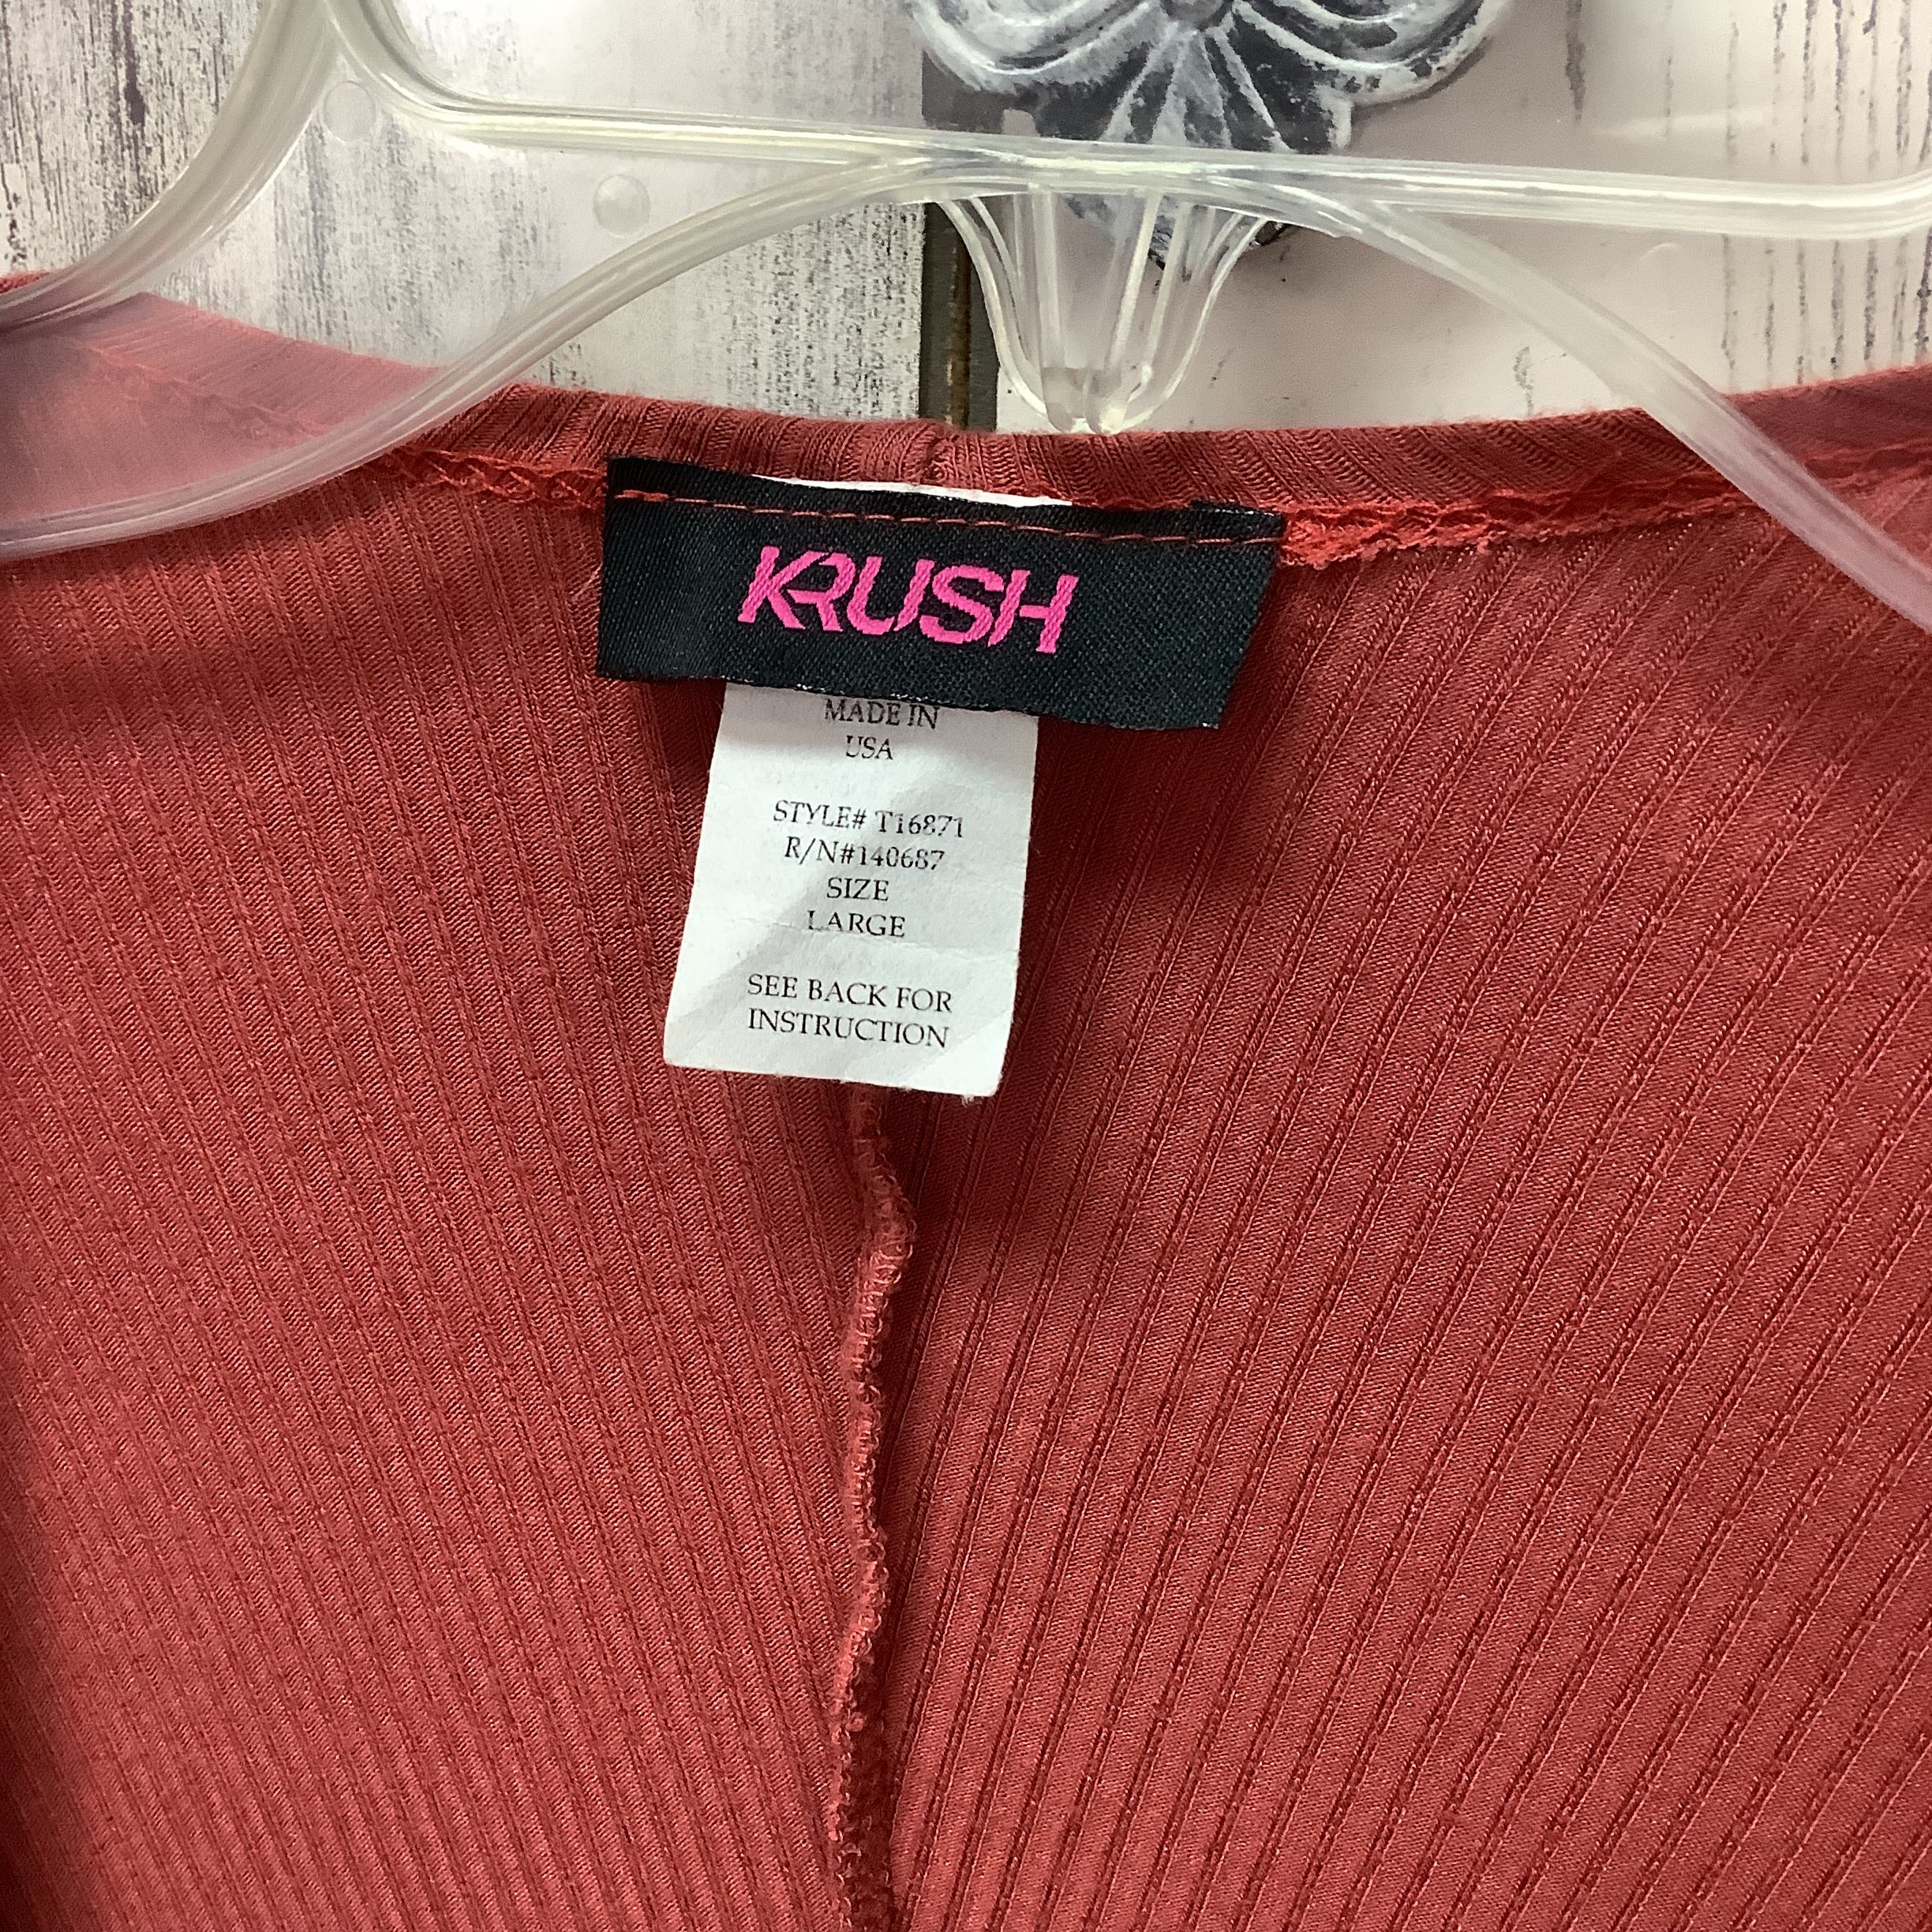 KRUSH
MADE IN
USA
STYLE# T16871
R/N#140687
SIZE
LARGE
SEE BACK FOR
INSTRUCTION